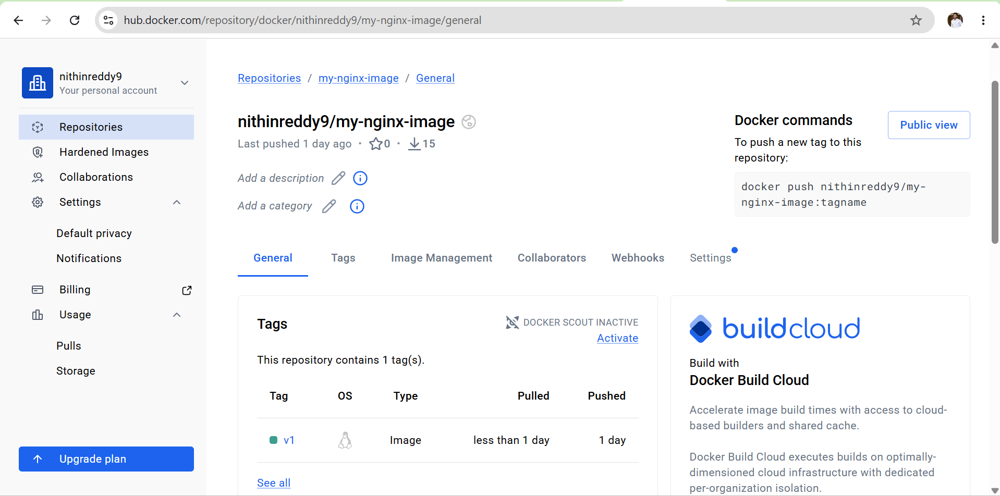 hub.docker.com/repository/docker/nithinreddy9/my-nginx-image/general
nithinreddy9
Your personal account
Repositories
Hardened Images
Collaborations
Settings
Default privacy
Notifications
Billing
Usage
Pulls
Storage
Upgrade plan
Repositories / my-nginx-image / General
nithinreddy9/my-nginx-image
Last pushed 1 day ago • 0 • 15
Add a description
Add a category
Docker commands
Public view
To push a new tag to this
repository:
docker push nithinreddy9/my-
nginx-image:tagname
General Tags Image Management Collaborators Webhooks Settings
Tags
DOCKER SCOUT INACTIVE
Activate
This repository contains 1 tag(s).
Tag OS Type Pulled Pushed
v1 Image less than 1 day 1 day
See all
buildcloud
Build with
Docker Build Cloud
Accelerate image build times with access to cloud-
based builders and shared cache.
Docker Build Cloud executes builds on optimally-
dimensioned cloud infrastructure with dedicated
per-organization isolation.